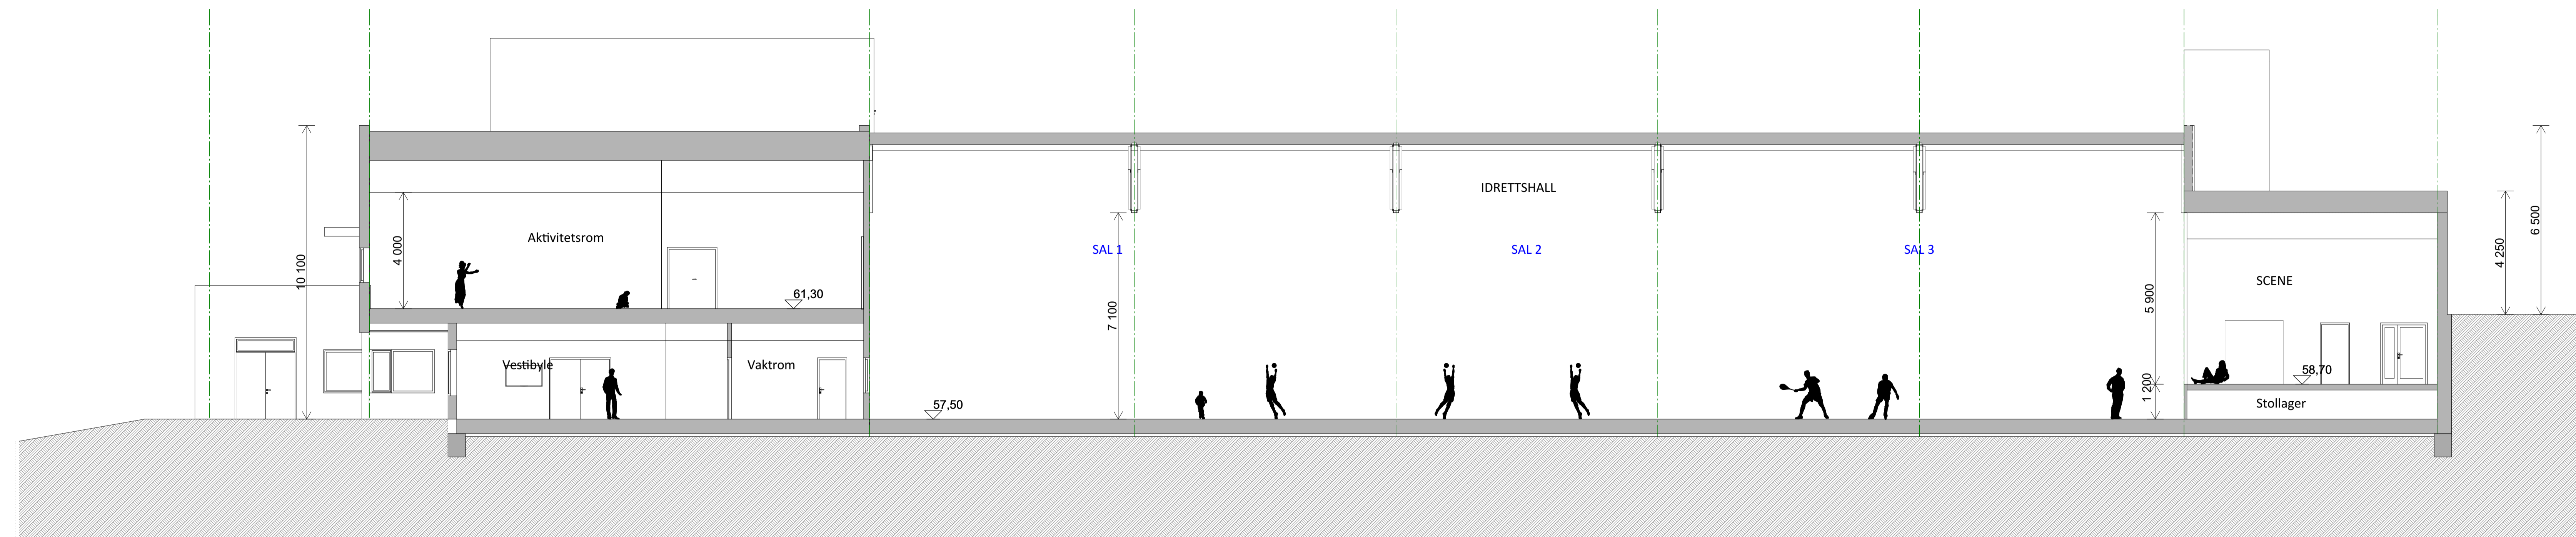 10 100
4 000
Aktivitetsrom
61,30
Vestibyle
Vaktrom
57,50
IDRETTSHALL
SAL 1
SAL 2
SAL 3
7 100
5 900
1 200
SCENE
58,70
Stollager
4 250
6 500